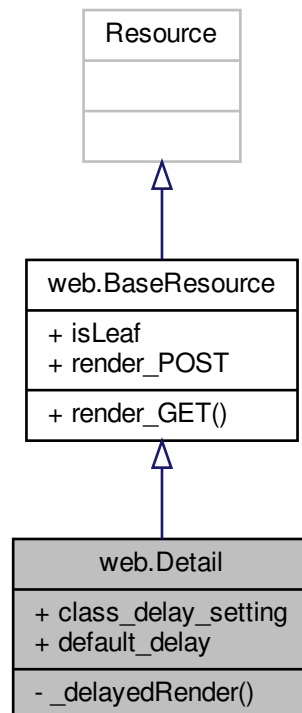 Resource
web.BaseResource
+ isLeaf
+ render_POST
+ render_GET()
web.Detail
+ class_delay_setting
+ default_delay
- _delayedRender()